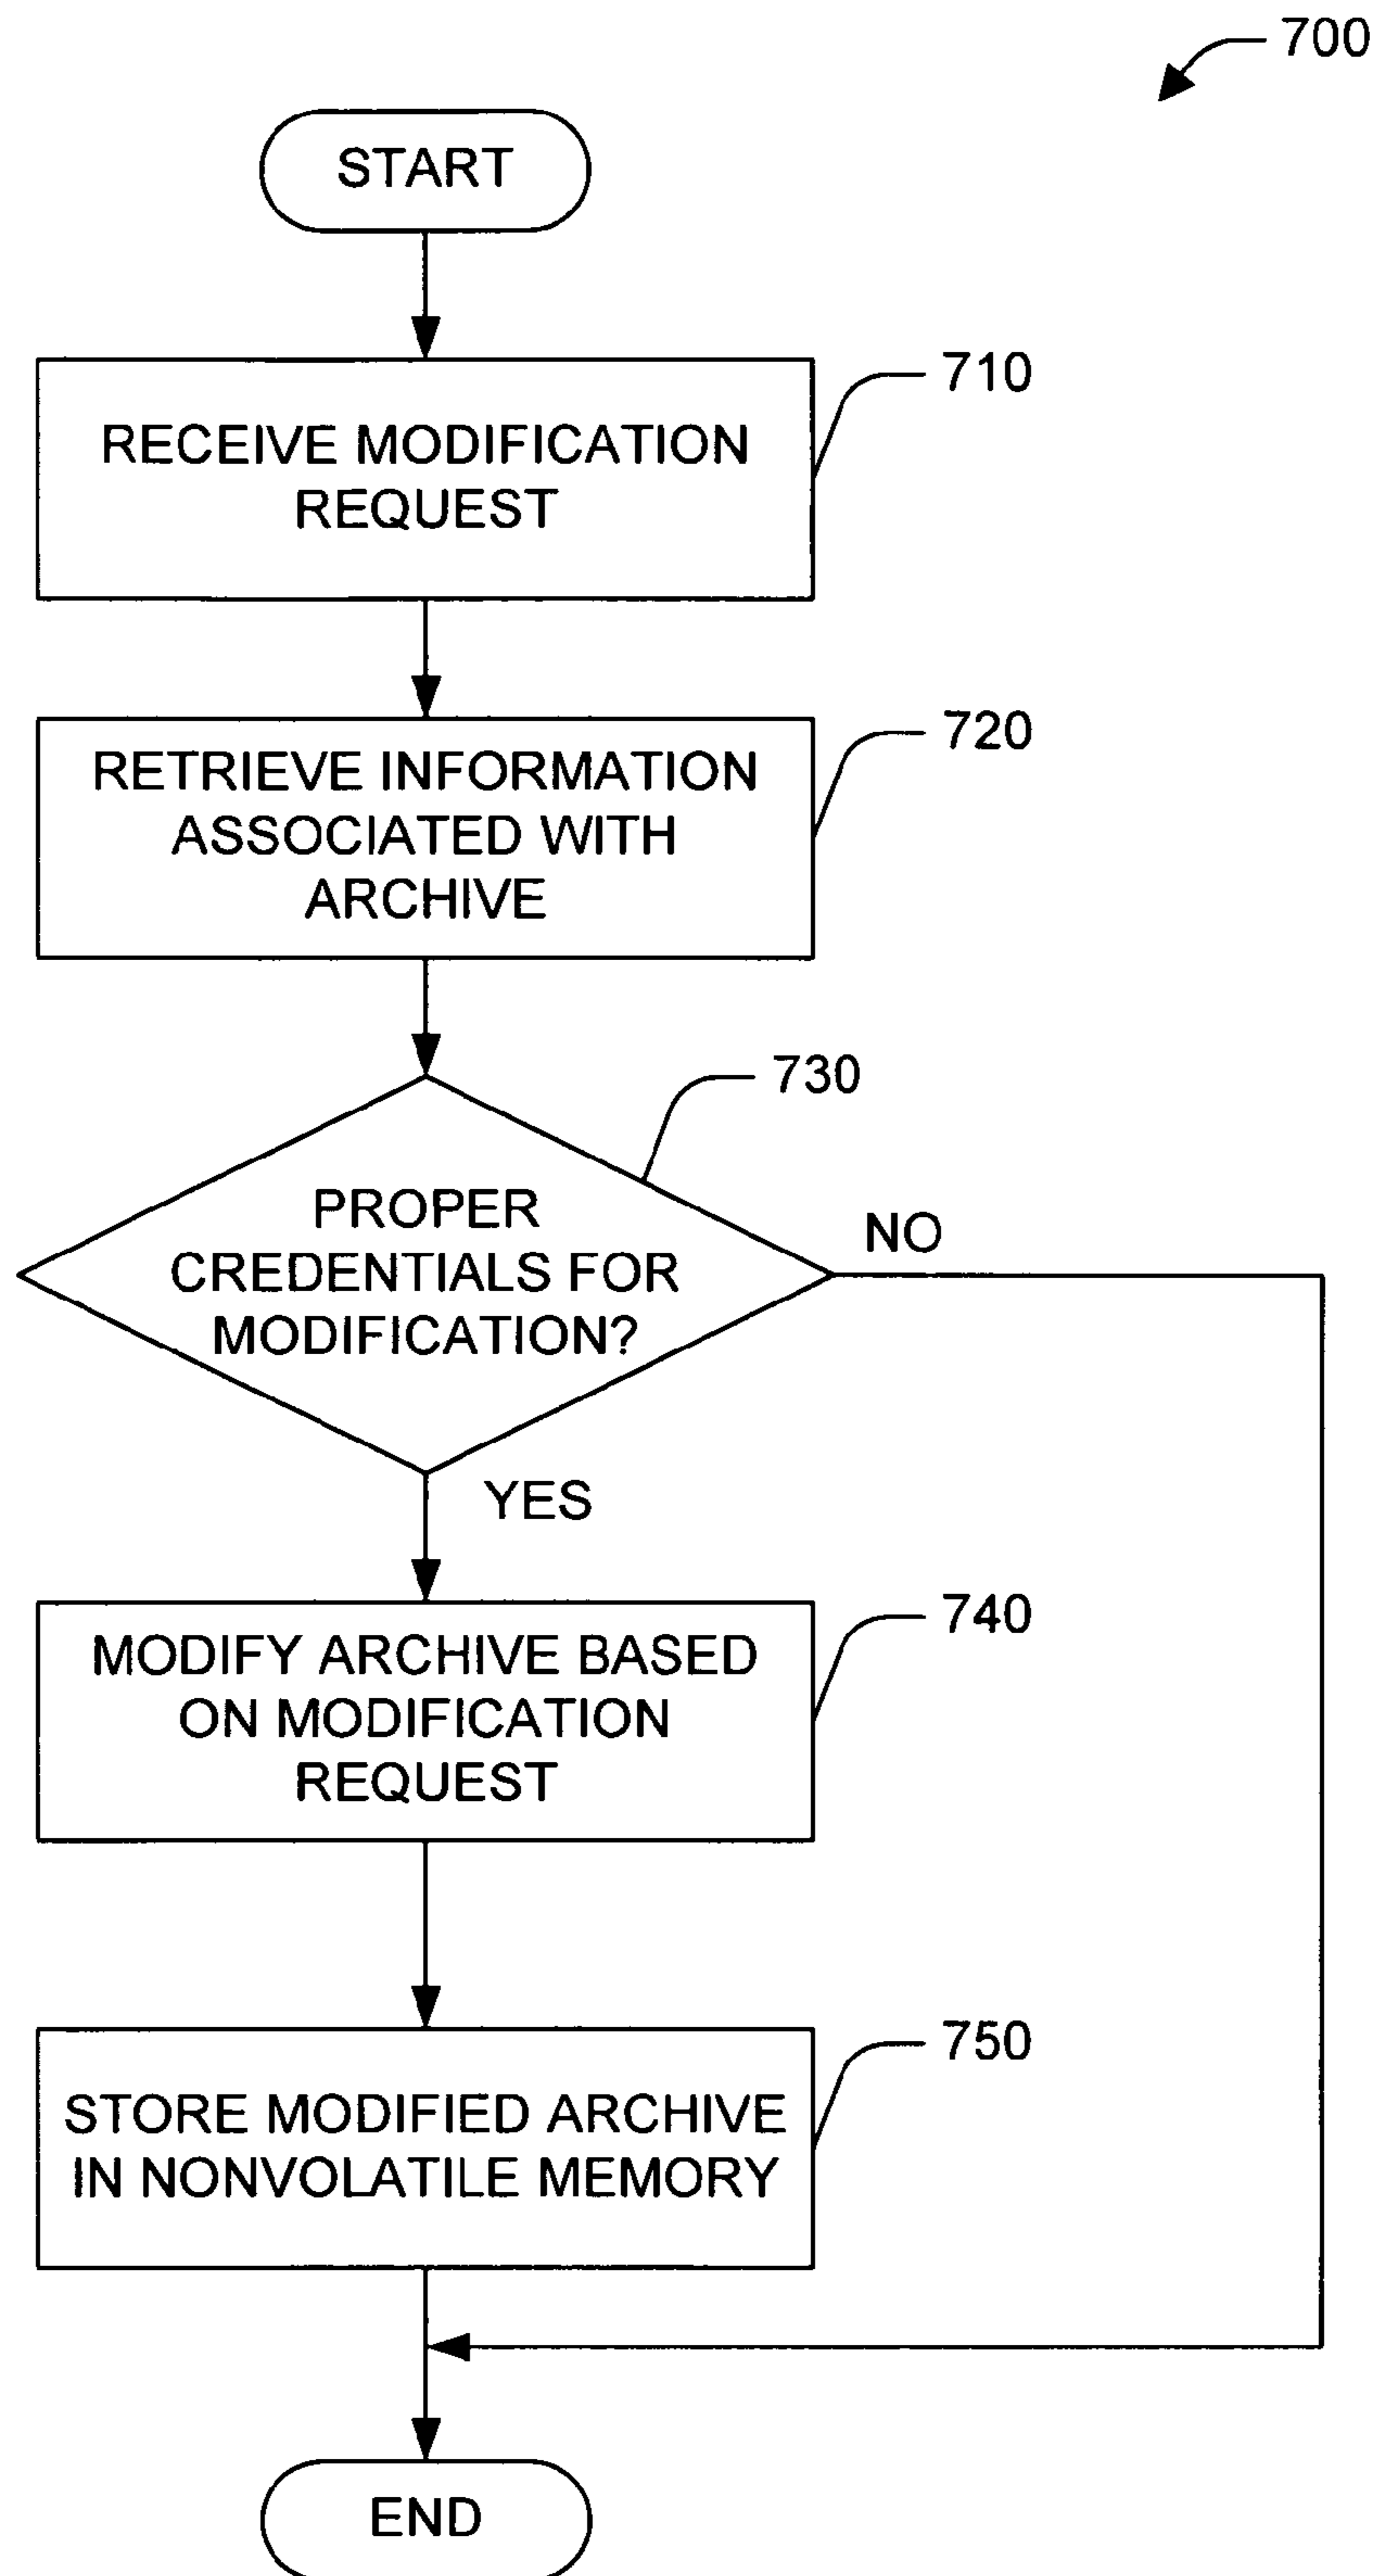 700
START
710
RECEIVE MODIFICATION
REQUEST
720
RETRIEVE INFORMATION
ASSOCIATED WITH
ARCHIVE
730
PROPER
CREDENTIALS FOR
MODIFICATION?
NO
YES
740
MODIFY ARCHIVE BASED
ON MODIFICATION
REQUEST
750
STORE MODIFIED ARCHIVE
IN NONVOLATILE MEMORY
END